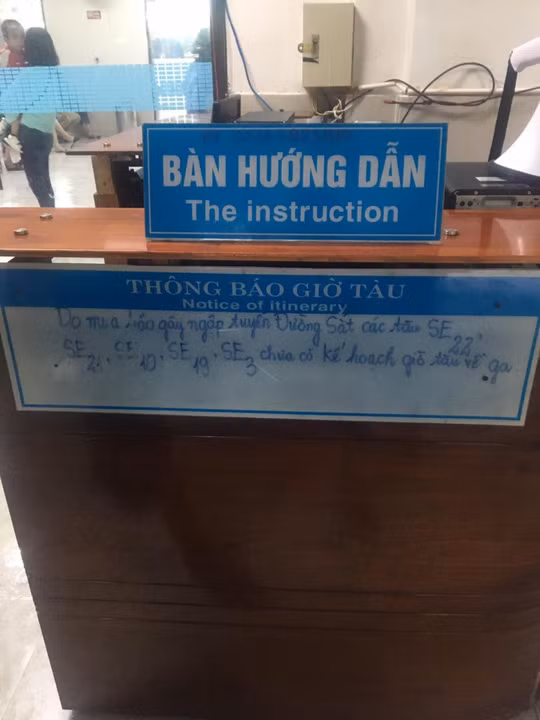 BÀN HƯỚNG DẪN
The instruction
THÔNG BÁO GIỜ TÀU
Notice of itinerary
Do mưa bão gây ngập tuyến Đường Sắt các tàu SE22,
SE21, SE10, SE19, SE3 chưa có kế hoạch giờ tàu về ga